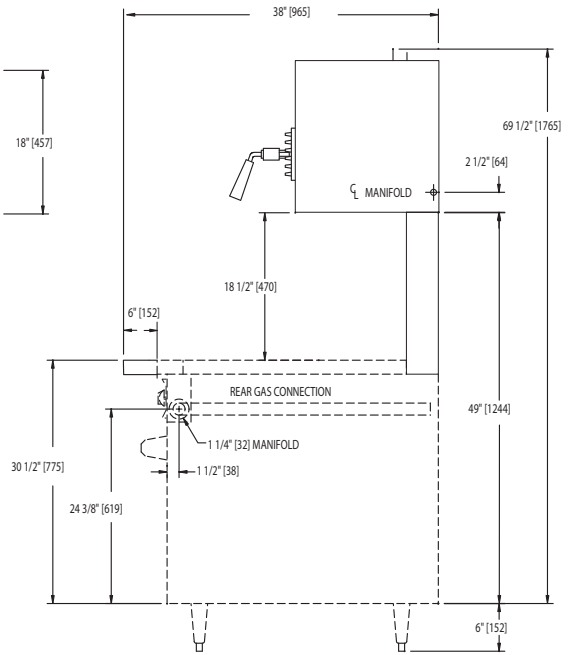 38" [965]
69 1/2" [1765]
18" [457]
2 1/2" [64]
℄ MANIFOLD
18 1/2" [470]
6" [152]
REAR GAS CONNECTION
49" [1244]
1 1/4" [32] MANIFOLD
30 1/2" [775]
1 1/2" [38]
24 3/8" [619]
6" [152]